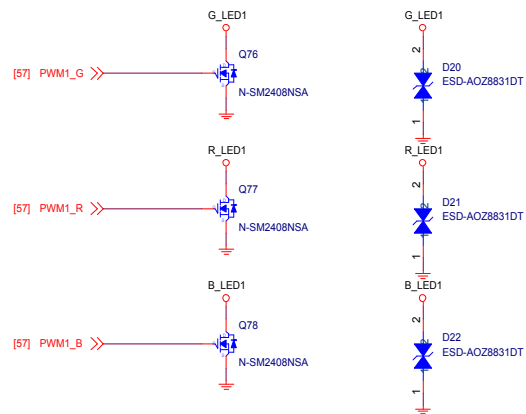 G_LED1 G_LED1
Q76
[57] PWM1_G
N-SM2408NSA
2
D20
ESD-AOZ8831DT
1
R_LED1 R_LED1
Q77
[57] PWM1_R
N-SM2408NSA
2
D21
ESD-AOZ8831DT
1
B_LED1 B_LED1
Q78
[57] PWM1_B
N-SM2408NSA
2
D22
ESD-AOZ8831DT
1